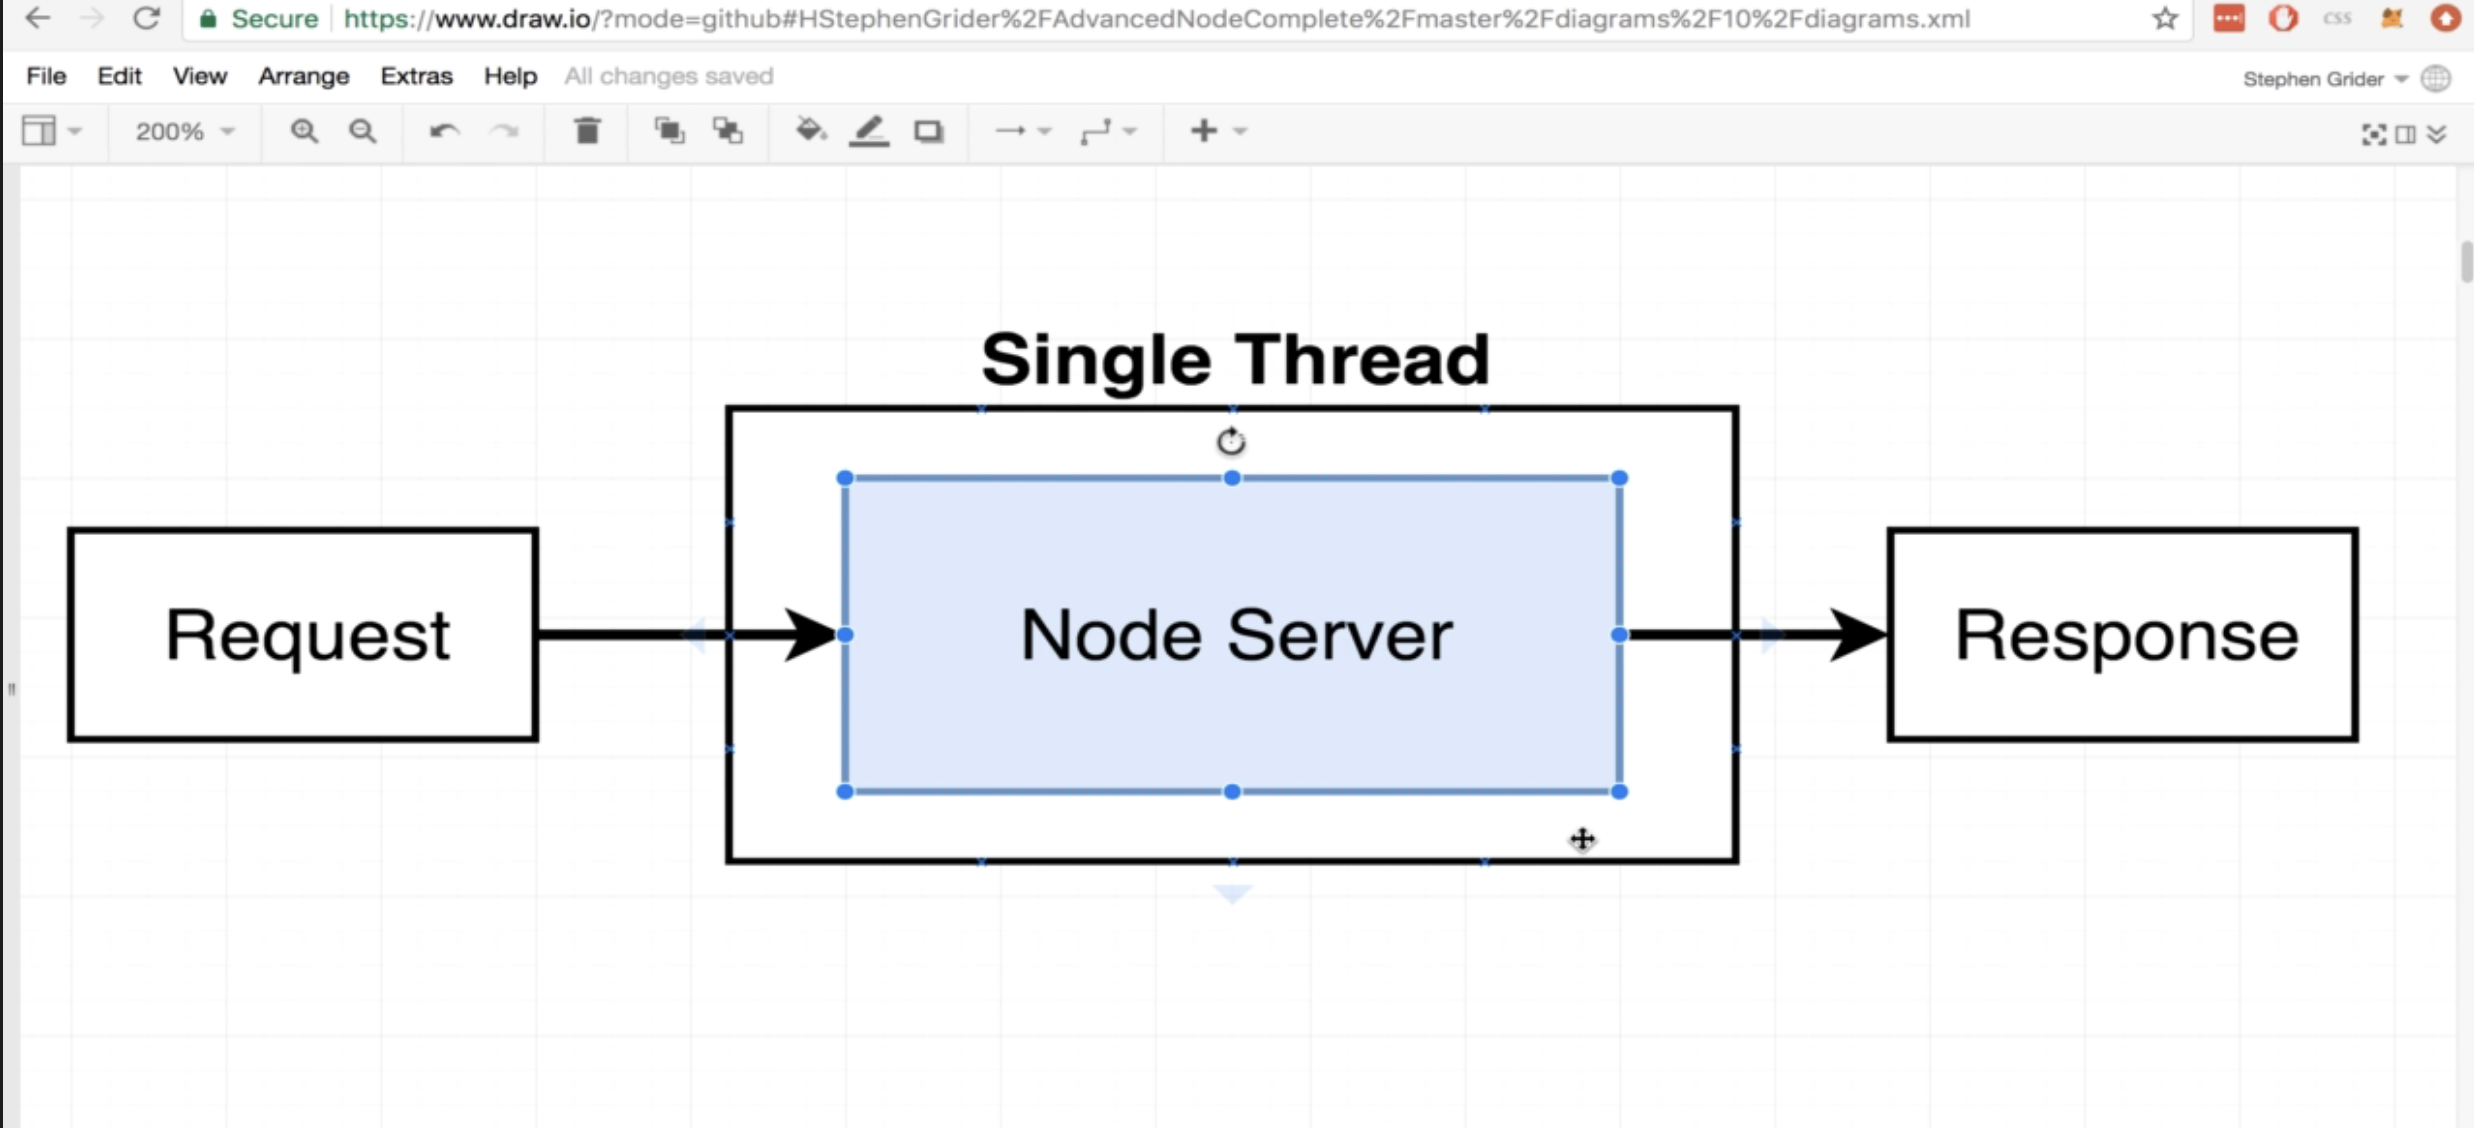 Secure https://www.draw.io/?mode=github#HStephenGrider%2FAdvancedNodeComplete%2Fmaster%2Fdiagrams%2F10%2Fdiagrams.xml CSS
File Edit View Arrange Extras Help All changes saved Stephen Grider
200%
Single Thread
Request Node Server Response